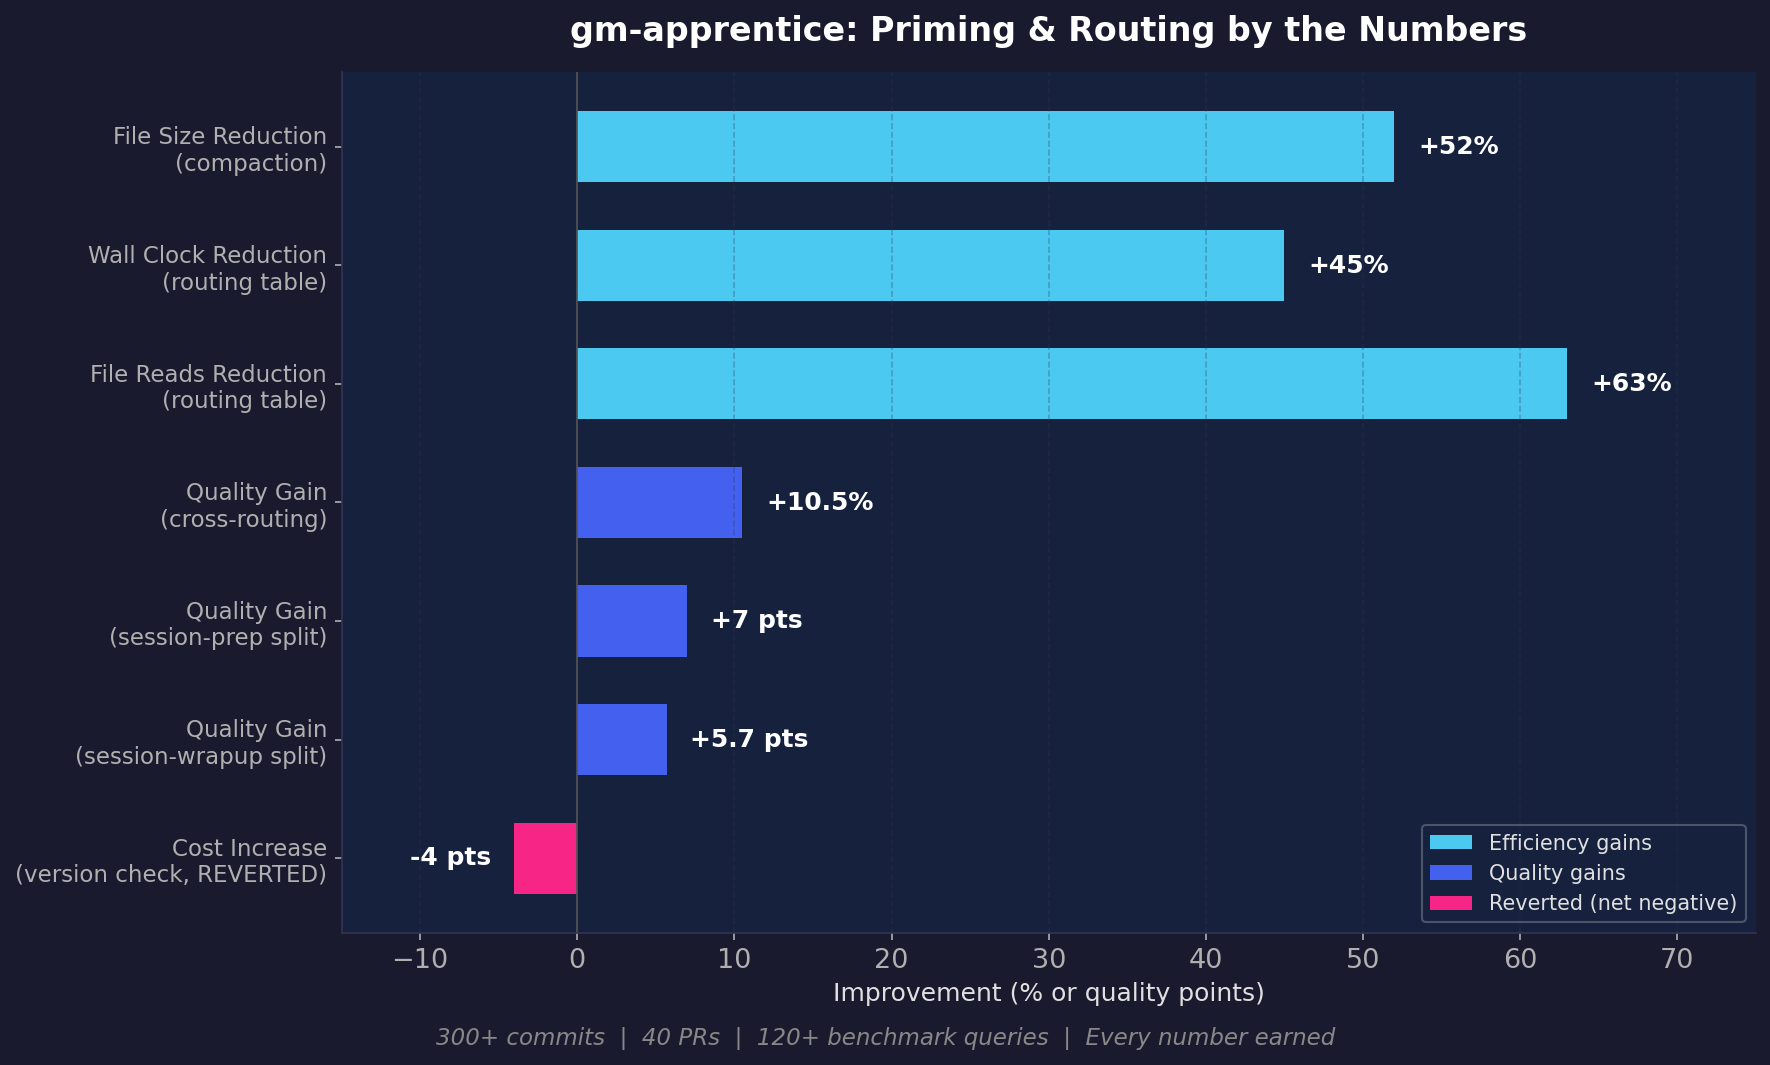 gm-apprentice: Priming & Routing by the Numbers
File Size Reduction
(compaction)
+52%
Wall Clock Reduction
(routing table)
+45%
File Reads Reduction
(routing table)
+63%
Quality Gain
(cross-routing)
+10.5%
Quality Gain
(session-prep split)
+7 pts
Quality Gain
(session-wrapup split)
+5.7 pts
Cost Increase
(version check, REVERTED)
-4 pts
Efficiency gains
Quality gains
Reverted (net negative)
−10 0 10 20 30 40 50 60 70
Improvement (% or quality points)
300+ commits | 40 PRs | 120+ benchmark queries | Every number earned